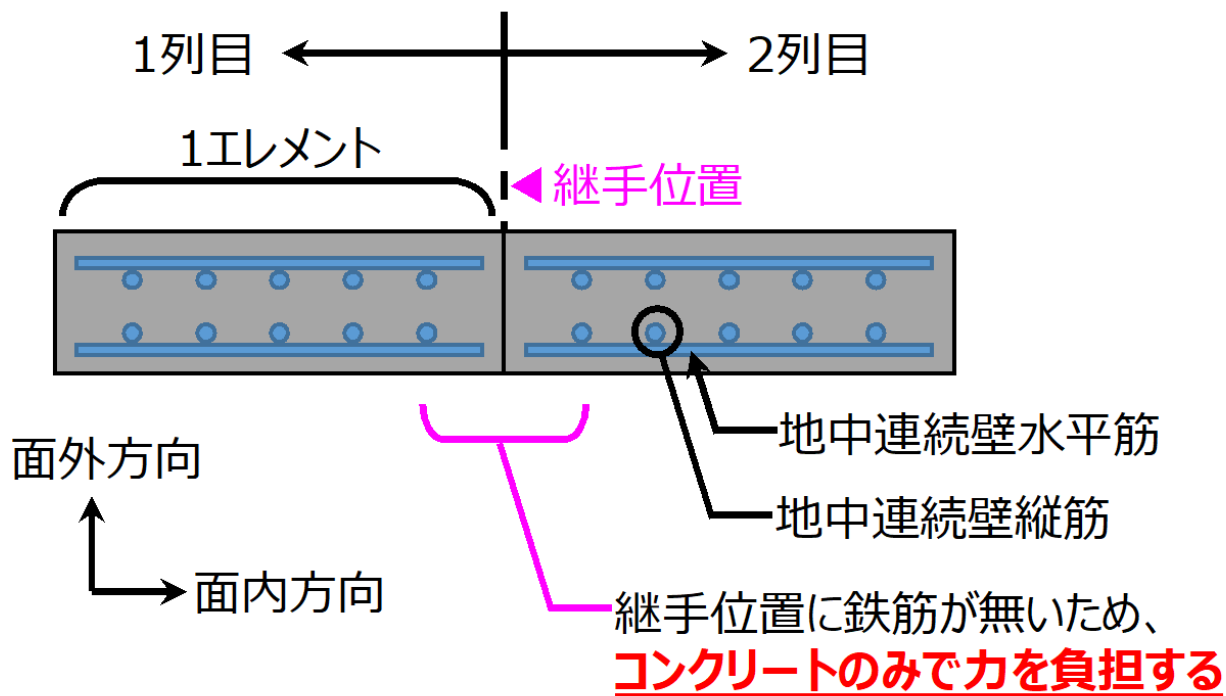 1列目
2列目
1エレメント
継手位置
地中連続壁水平筋
面外方向
地中連続壁縦筋
面内方向
継手位置に鉄筋が無いため、
コンクリートのみで力を負担する